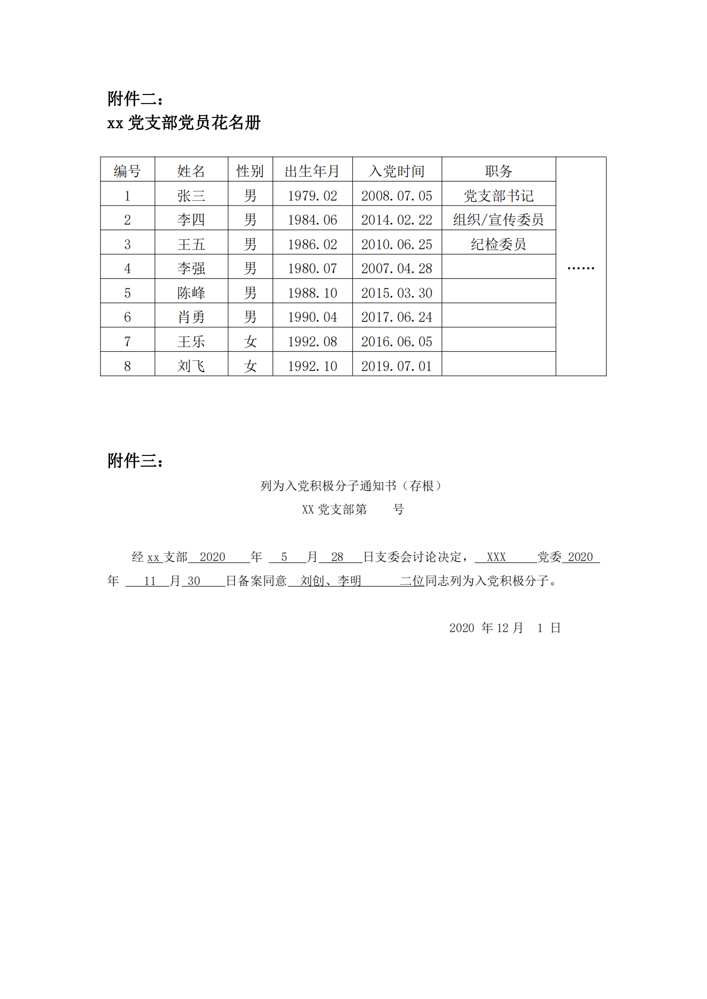 附件二：
xx 党支部党员花名册
编号 姓名 性别 出生年月 入党时间 职务
1 张三 男 1979.02 2008.07.05 党支部书记
2 李四 男 1984.06 2014.02.22 组织/宣传委员
3 王五 男 1986.02 2010.06.25 纪检委员
4 李强 男 1980.07 2007.04.28 ……
5 陈峰 男 1988.10 2015.03.30
6 肖勇 男 1990.04 2017.06.24
7 王乐 女 1992.08 2016.06.05
8 刘飞 女 1992.10 2019.07.01
附件三：
列为入党积极分子通知书（存根）
XX 党支部第 号
经 xx 支部 2020 年 5 月 28 日支委会讨论决定， XXX 党委 2020
年 11 月 30 日备案同意 刘创、李明 二位同志列为入党积极分子。
2020 年 12 月 1 日